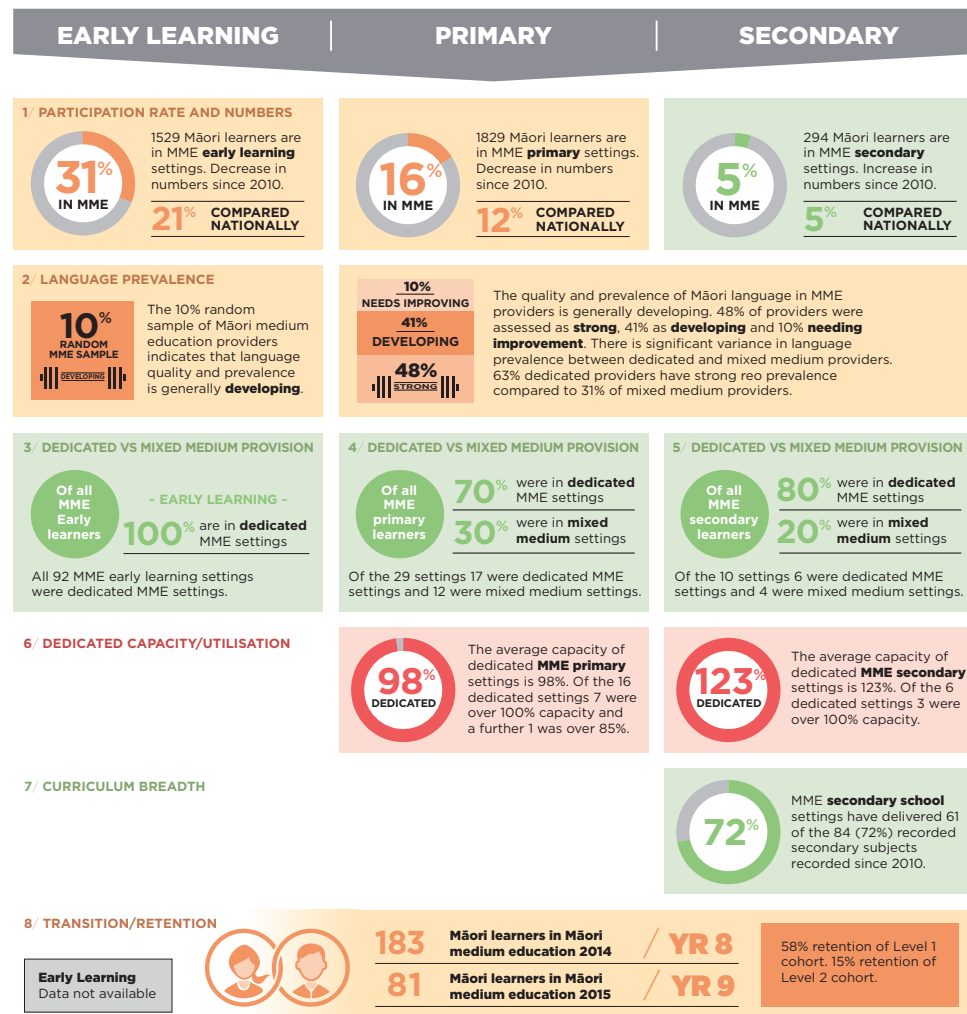 EARLY LEARNING
PRIMARY
SECONDARY
1/ PARTICIPATION RATE AND NUMBERS
31%
IN MME
1529 Māori learners are
in MME early learning
settings. Decrease in
numbers since 2010.
21% COMPARED
NATIONALLY
16%
IN MME
1829 Māori learners are
in MME primary settings.
Decrease in numbers
since 2010.
12% COMPARED
NATIONALLY
5%
IN MME
294 Māori learners are
in MME secondary
settings. Increase in
numbers since 2010.
5% COMPARED
NATIONALLY
2/ LANGUAGE PREVALENCE
10%
RANDOM
MME SAMPLE
DEVELOPING
The 10% random
sample of Māori medium
education providers
indicates that language
quality and prevalence
is generally developing.
10%
NEEDS IMPROVING
41%
DEVELOPING
48%
STRONG
The quality and prevalence of Māori language in MME
providers is generally developing. 48% of providers were
assessed as strong, 41% as developing and 10% needing
improvement. There is significant variance in language
prevalence between dedicated and mixed medium providers.
63% dedicated providers have strong reo prevalence
compared to 31% of mixed medium providers.
3/ DEDICATED VS MIXED MEDIUM PROVISION
Of all
MME
Early
learners
– EARLY LEARNING –
100% are in dedicated
MME settings
All 92 MME early learning settings
were dedicated MME settings.
4/ DEDICATED VS MIXED MEDIUM PROVISION
Of all
MME
primary
learners
70% were in dedicated
MME settings
30% were in mixed
medium settings
Of the 29 settings 17 were dedicated MME
settings and 12 were mixed medium settings.
5/ DEDICATED VS MIXED MEDIUM PROVISION
Of all
MME
secondary
learners
80% were in dedicated
MME settings
20% were in mixed
medium settings
Of the 10 settings 6 were dedicated MME
settings and 4 were mixed medium settings.
6/ DEDICATED CAPACITY/UTILISATION
98%
DEDICATED
The average capacity of
dedicated MME primary
settings is 98%. Of the 16
dedicated settings 7 were
over 100% capacity and
a further 1 was over 85%.
123%
DEDICATED
The average capacity of
dedicated MME secondary
settings is 123%. Of the 6
dedicated settings 3 were
over 100% capacity.
7/ CURRICULUM BREADTH
72%
MME secondary school
settings have delivered 61
of the 84 (72%) recorded
secondary subjects
recorded since 2010.
8/ TRANSITION/RETENTION
Early Learning
Data not available
183 Māori learners in Māori
medium education 2014 / YR 8
81 Māori learners in Māori
medium education 2015 / YR 9
58% retention of Level 1
cohort. 15% retention of
Level 2 cohort.